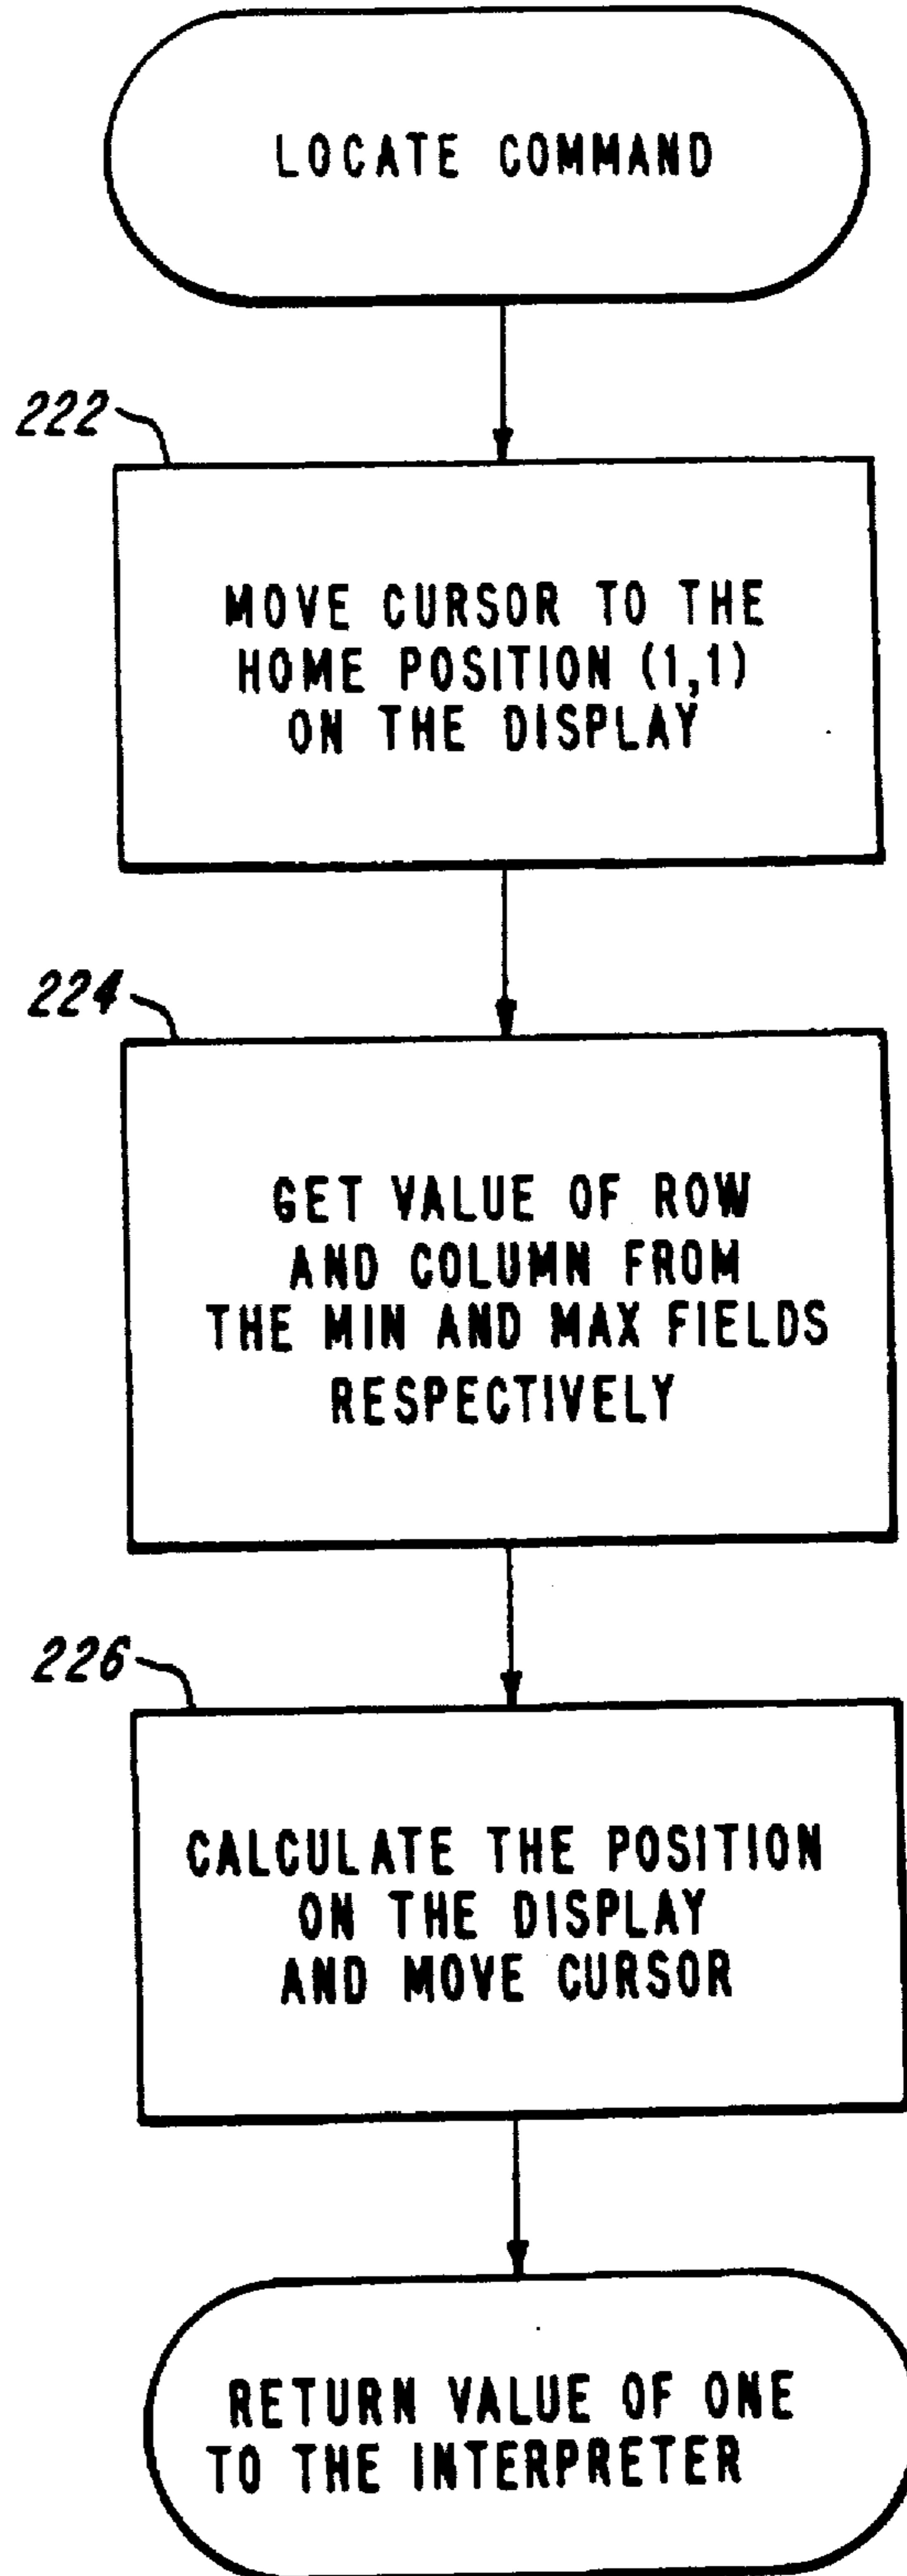 LOCATE COMMAND
222
MOVE CURSOR TO THE
HOME POSITION (1,1)
ON THE DISPLAY
224
GET VALUE OF ROW
AND COLUMN FROM
THE MIN AND MAX FIELDS
RESPECTIVELY
226
CALCULATE THE POSITION
ON THE DISPLAY
AND MOVE CURSOR
RETURN VALUE OF ONE
TO THE INTERPRETER